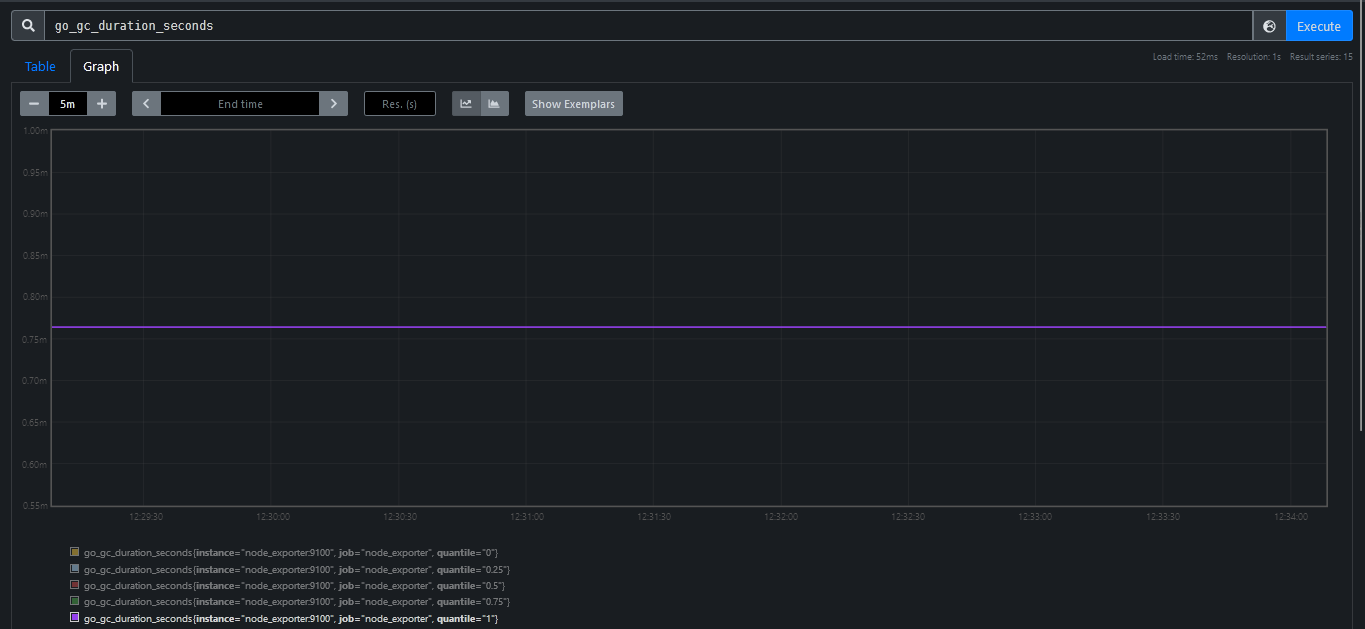 go_gc_duration_seconds
Execute
Table
Graph
Load time: 52ms Resolution: 1s Result series: 15
5m
End time
Res. (s)
Show Exemplars
1.00m
0.95m
0.90m
0.85m
0.80m
0.75m
0.70m
0.65m
0.60m
0.55m
12:29:30 12:30:00 12:30:30 12:31:00 12:31:30 12:32:00 12:32:30 12:33:00 12:33:30 12:34:00
go_gc_duration_seconds{instance="node_exporter:9100", job="node_exporter", quantile="0"}
go_gc_duration_seconds{instance="node_exporter:9100", job="node_exporter", quantile="0.25"}
go_gc_duration_seconds{instance="node_exporter:9100", job="node_exporter", quantile="0.5"}
go_gc_duration_seconds{instance="node_exporter:9100", job="node_exporter", quantile="0.75"}
go_gc_duration_seconds{instance="node_exporter:9100", job="node_exporter", quantile="1"}